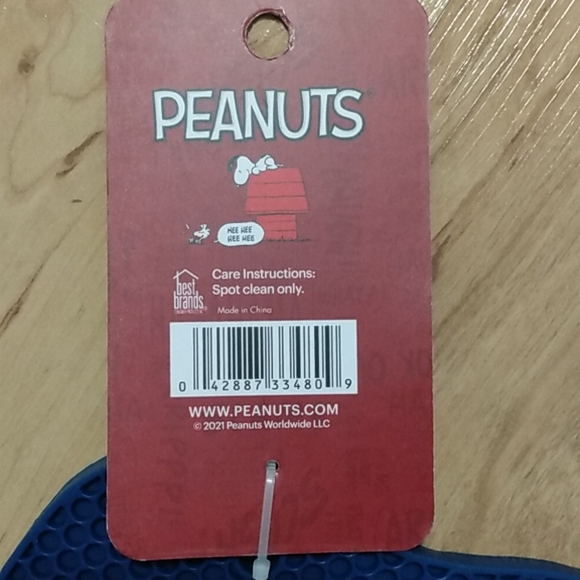 PEANUTS
HEE HEE
HEE HEE
best
brands
Care Instructions:
Spot clean only.
Made in China
0 42887 33480 9
WWW.PEANUTS.COM
© 2021 Peanuts Worldwide LLC